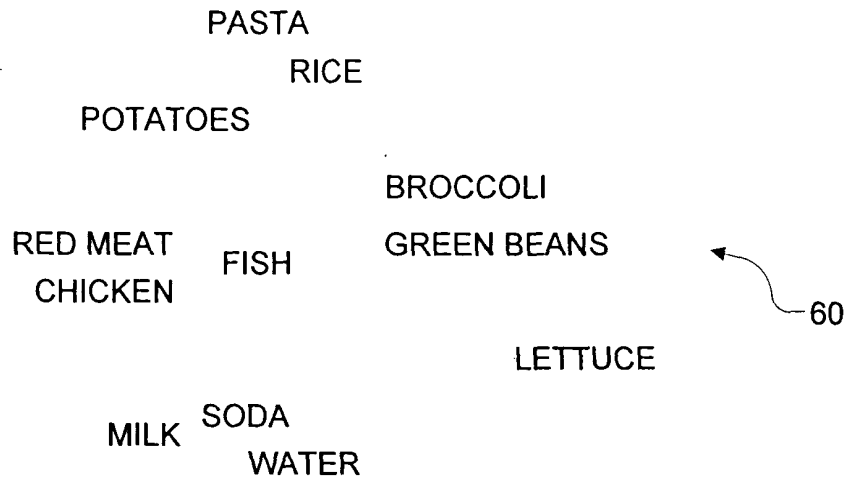 PASTA
RICE
POTATOES
BROCCOLI
RED MEAT
FISH
GREEN BEANS
CHICKEN
60
LETTUCE
SODA
MILK
WATER